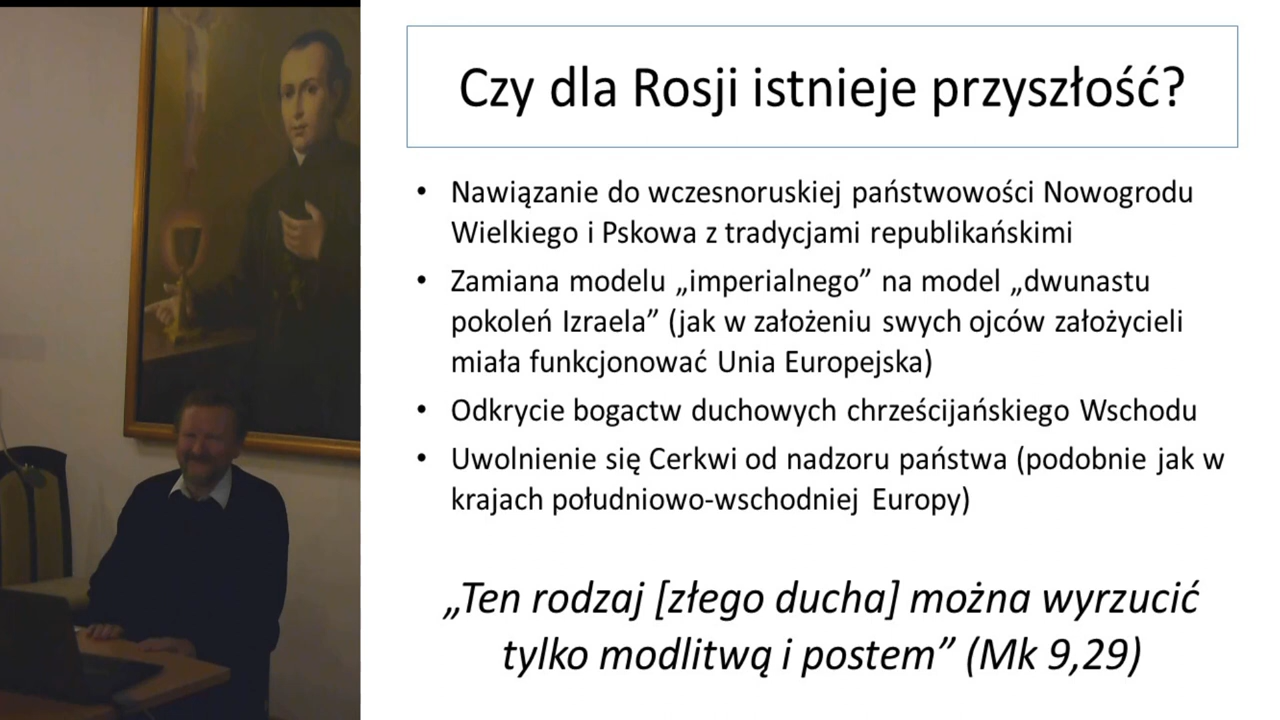 Czy dla Rosji istnieje przyszłość?
• Nawiązanie do wczesnoruskiej państwowości Nowogrodu
Wielkiego i Pskowa z tradycjami republikańskimi
• Zamiana modelu „imperialnego” na model „dwunastu
pokoleń Izraela” (jak w założeniu swych ojców założycieli
miała funkcjonować Unia Europejska)
• Odkrycie bogactw duchowych chrześcijańskiego Wschodu
• Uwolnienie się Cerkwi od nadzoru państwa (podobnie jak w
krajach południowo-wschodniej Europy)
„Ten rodzaj [złego ducha] można wyrzucić
tylko modlitwą i postem” (Mk 9,29)